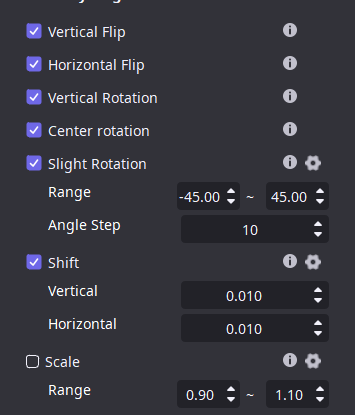 Vertical Flip
Horizontal Flip
Vertical Rotation
Center rotation
Slight Rotation
Range -45.00 ~ 45.00
Angle Step 10
Shift
Vertical 0.010
Horizontal 0.010
Scale
Range 0.90 ~ 1.10